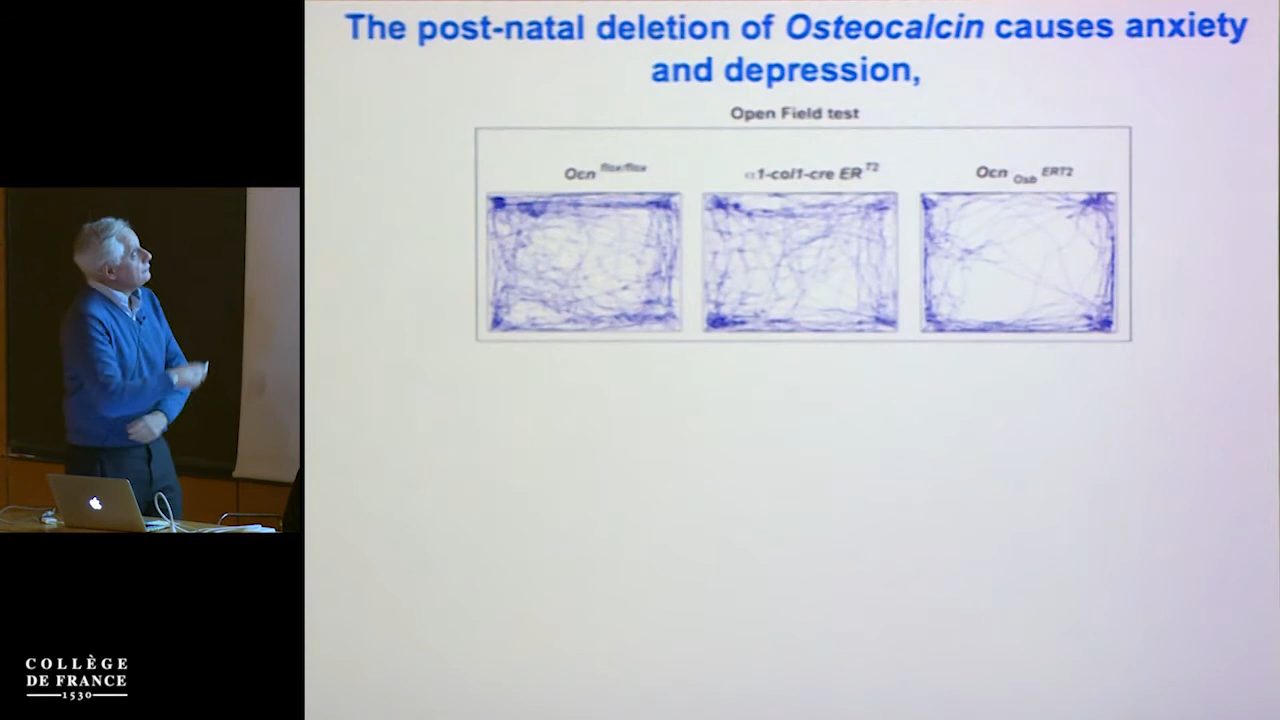 The post-natal deletion of Osteocalcin causes anxiety
and depression,
Open Field test
Ocn flox/flox
α1-col1-cre ER T2
Ocn Osb ERT2
COLLÈGE
DE FRANCE
1530